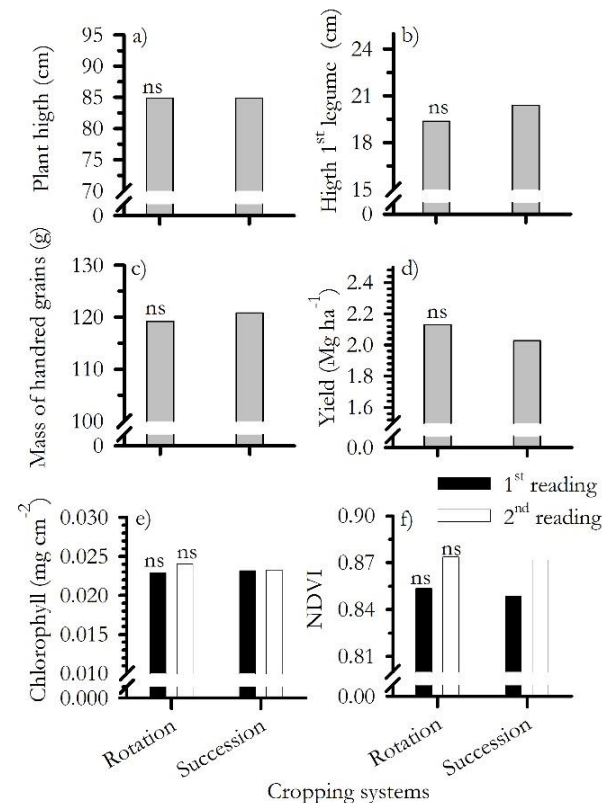 a)
Plant higth (cm)
95
90
85
80
75
70
0
ns
b)
Higth 1st legume (cm)
24
21
18
15
0
ns
c)
Mass of handred grains (g)
130
120
110
100
0
ns
d)
Yield (Mg ha-1)
2.4
2.2
2.0
1.8
1.6
0.0
ns
1st reading
2nd reading
e)
Chlorophyll (mg cm-2)
0.030
0.025
0.020
0.015
0.010
0.000
ns ns
f)
NDVI
0.90
0.87
0.84
0.81
0.00
ns ns
Rotation
Succession
Rotation
Succession
Cropping systems